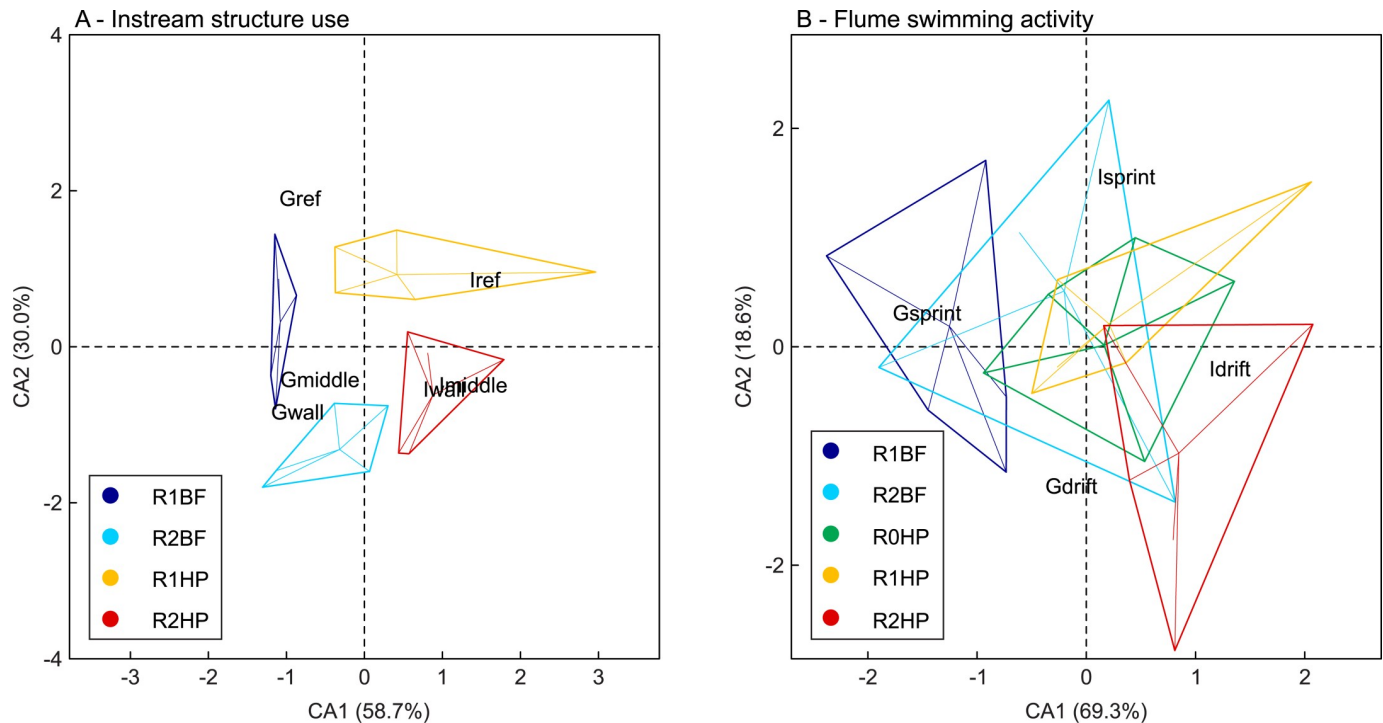 A - Instream structure use
4
2
0
-2
-4
CA2 (30.0%)
Gref
Iref
Gmiddle
Iwall
Imiddle
Gwall
R1BF
R2BF
R1HP
R2HP
-3
-2
-1
0
1
2
3
CA1 (58.7%)
B - Flume swimming activity
2
0
-2
CA2 (18.6%)
Isprint
Gsprint
Idrift
Gdrift
R1BF
R2BF
R0HP
R1HP
R2HP
-2
-1
0
1
2
CA1 (69.3%)